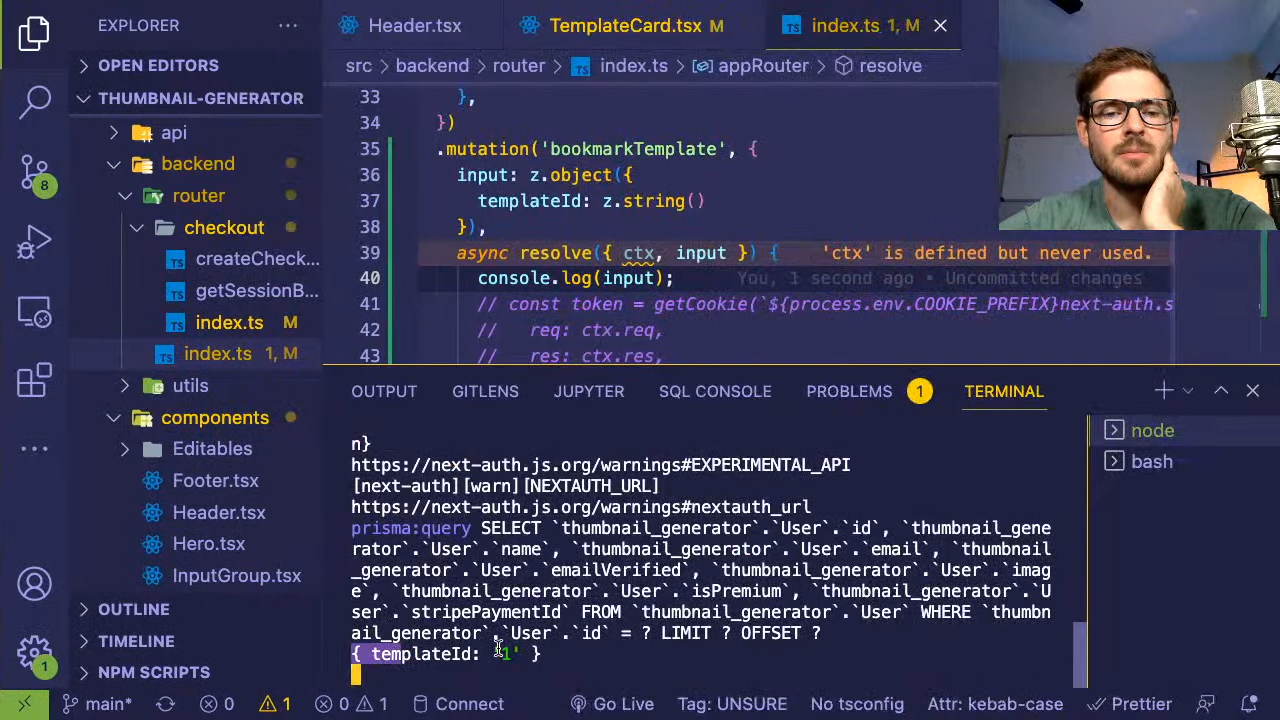 EXPLORER
OPEN EDITORS
THUMBNAIL-GENERATOR
api
backend
router
checkout
createCheck...
getSessionB...
index.ts M
index.ts 1, M
utils
components
Editables
Footer.tsx
Header.tsx
Hero.tsx
InputGroup.tsx
OUTLINE
TIMELINE
NPM SCRIPTS
8
1
Header.tsx
TemplateCard.tsx M
index.ts 1, M
src > backend > router > index.ts > appRouter > resolve
33 },
34 })
35 .mutation('bookmarkTemplate', {
36 input: z.object({
37 templateId: z.string()
38 }),
39 async resolve({ ctx, input }) { 'ctx' is defined but never used.
40 console.log(input); You, 1 second ago • Uncommitted changes
41 // const token = getCookie(`${process.env.COOKIE_PREFIX}next-auth.s
42 // req: ctx.req,
43 // res: ctx.res,
OUTPUT GITLENS JUPYTER SQL CONSOLE PROBLEMS 1 TERMINAL
node
bash
n}
https://next-auth.js.org/warnings#EXPERIMENTAL_API
[next-auth][warn][NEXTAUTH_URL]
https://next-auth.js.org/warnings#nextauth_url
prisma:query SELECT `thumbnail_generator`.`User`.`id`, `thumbnail_gene
rator`.`User`.`name`, `thumbnail_generator`.`User`.`email`, `thumbnail
_generator`.`User`.`emailVerified`, `thumbnail_generator`.`User`.`imag
e`, `thumbnail_generator`.`User`.`isPremium`, `thumbnail_generator`.`U
ser`.`stripePaymentId` FROM `thumbnail_generator`.`User` WHERE `thumbn
ail_generator`.`User`.`id` = ? LIMIT ? OFFSET ?
{ templateId: '1' }
main* 0 1 0 1 Connect Go Live Tag: UNSURE No tsconfig Attr: kebab-case Prettier